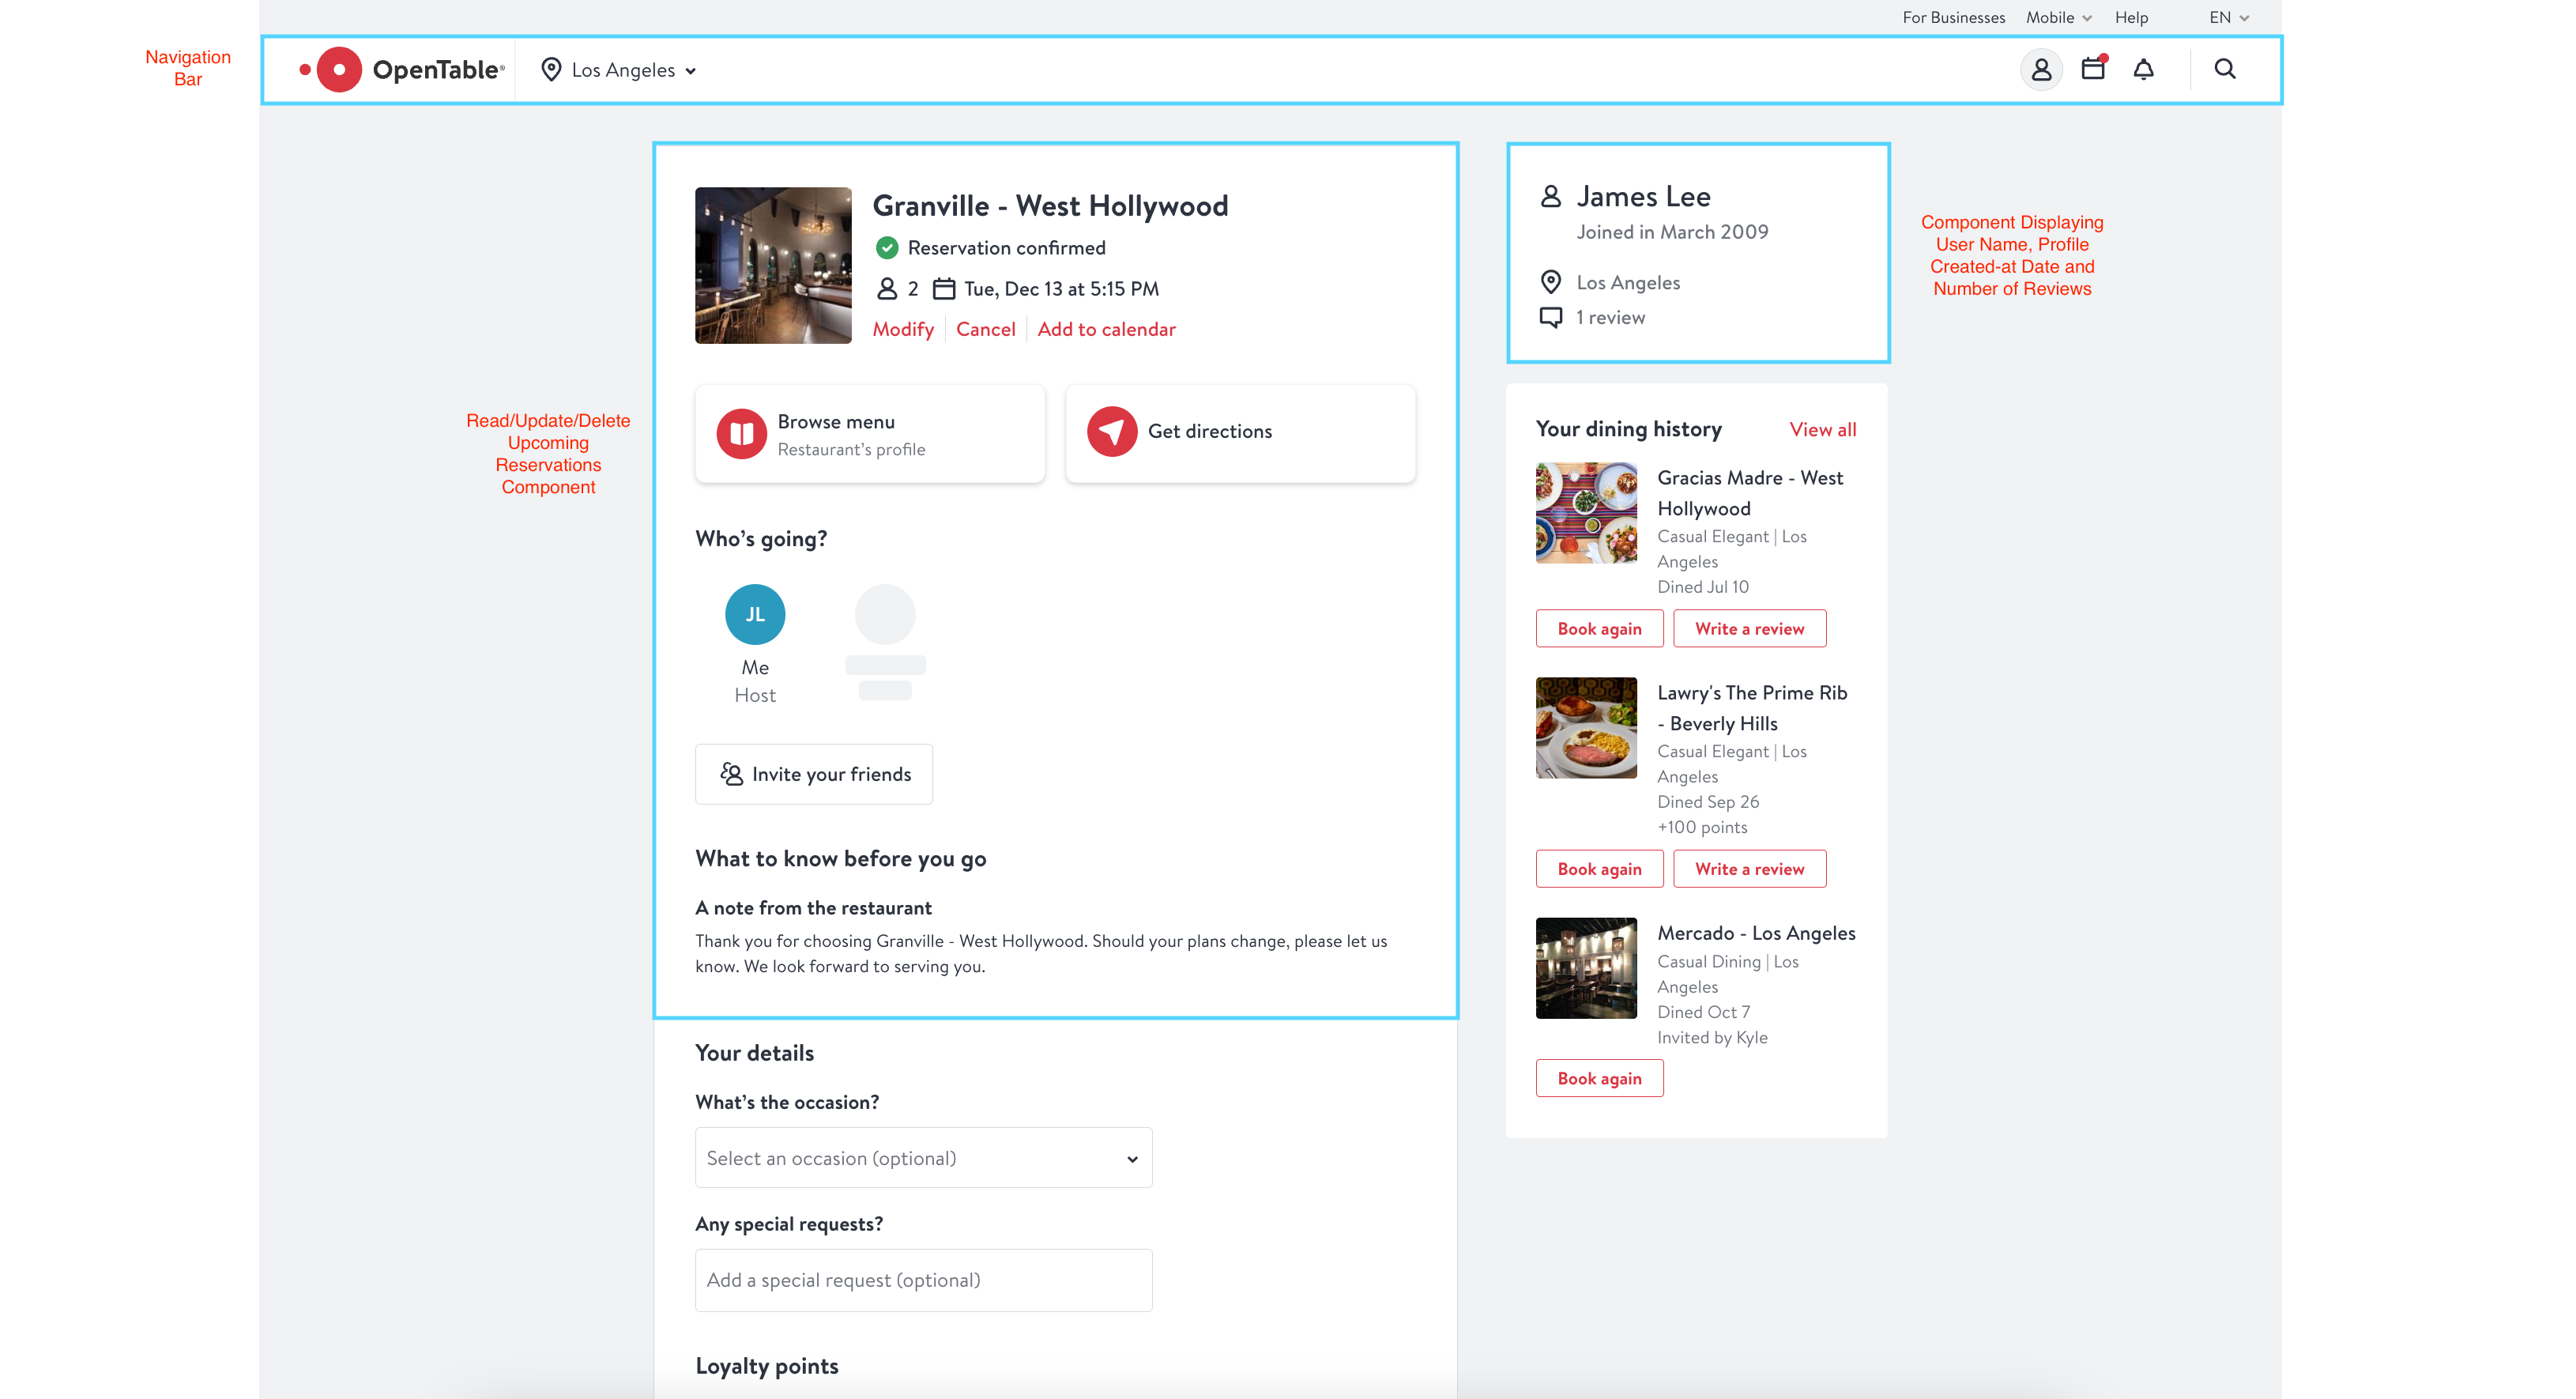 For Businesses Mobile Help EN
Navigation
Bar
OpenTable®
Los Angeles
Granville - West Hollywood
Reservation confirmed
2 Tue, Dec 13 at 5:15 PM
Modify Cancel Add to calendar
Browse menu
Restaurant's profile
Get directions
Read/Update/Delete
Upcoming
Reservations
Component
Who's going?
JL
Me
Host
Invite your friends
What to know before you go
A note from the restaurant
Thank you for choosing Granville - West Hollywood. Should your plans change, please let us
know. We look forward to serving you.
Your details
What's the occasion?
Select an occasion (optional)
Any special requests?
Add a special request (optional)
Loyalty points
James Lee
Joined in March 2009
Los Angeles
1 review
Component Displaying
User Name, Profile
Created-at Date and
Number of Reviews
Your dining history View all
Gracias Madre - West
Hollywood
Casual Elegant | Los
Angeles
Dined Jul 10
Book again Write a review
Lawry's The Prime Rib
- Beverly Hills
Casual Elegant | Los
Angeles
Dined Sep 26
+100 points
Book again Write a review
Mercado - Los Angeles
Casual Dining | Los
Angeles
Dined Oct 7
Invited by Kyle
Book again